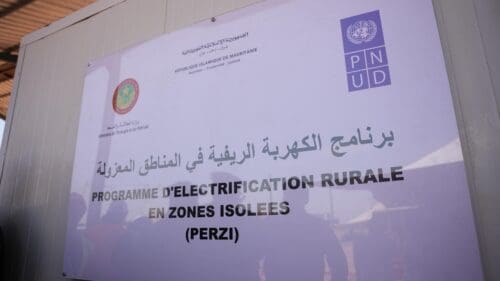 الجمهورية الإسلامية الموريتانية
REPUBLIQUE ISLAMIQUE DE MAURITANIE
P N
U D
برنامج الكهربة الريفية في المناطق المعزولة
PROGRAMME D'ELECTRIFICATION RURALE
EN ZONES ISOLEES
(PERZI)